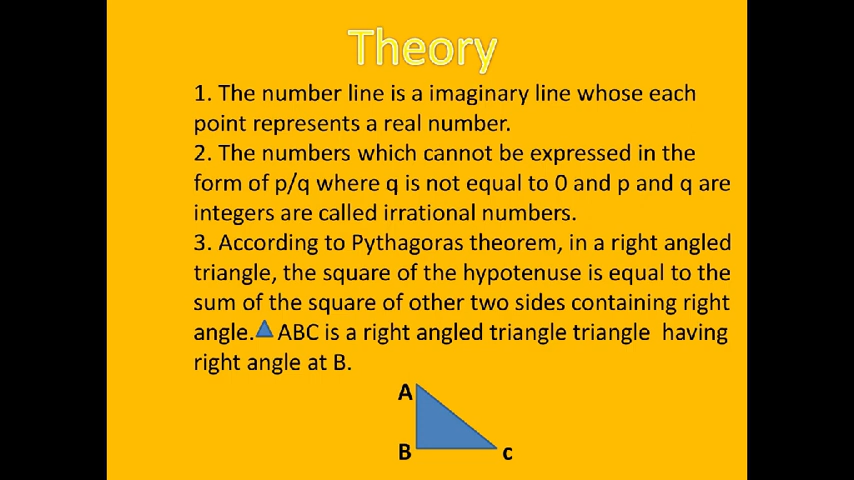 Theory
1. The number line is a imaginary line whose each
point represents a real number.
2. The numbers which cannot be expressed in the
form of p/q where q is not equal to 0 and p and q are
integers are called irrational numbers.
3. According to Pythagoras theorem, in a right angled
triangle, the square of the hypotenuse is equal to the
sum of the square of other two sides containing right
angle. ABC is a right angled triangle triangle having
right angle at B.
A
B c